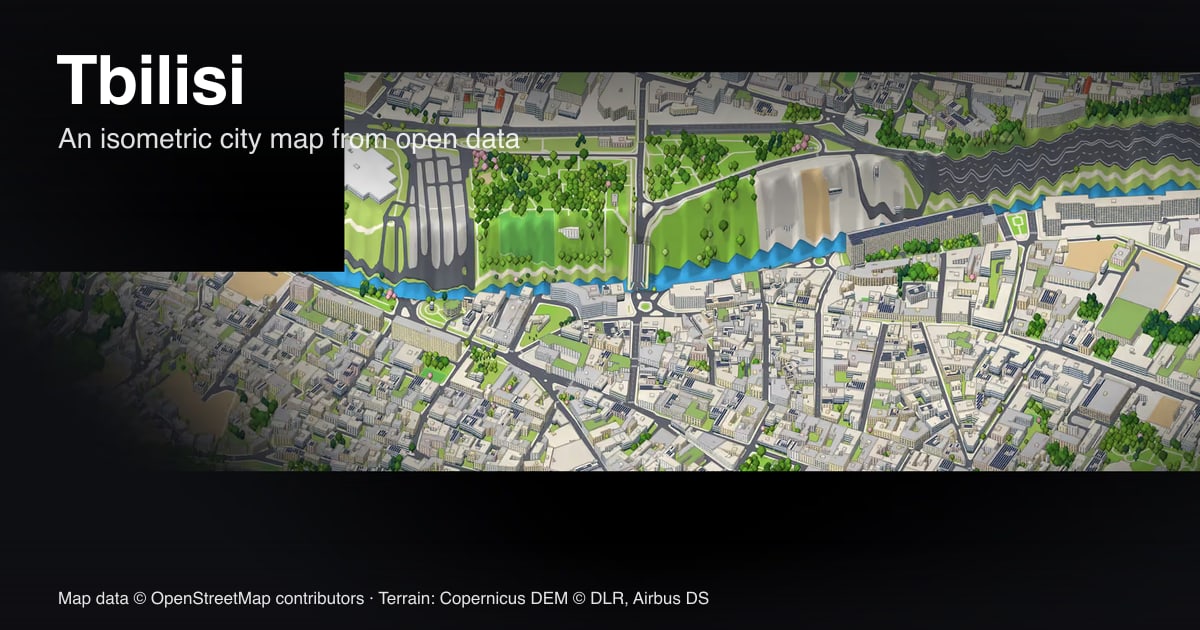 Tbilisi
An isometric city map from open data
Map data © OpenStreetMap contributors · Terrain: Copernicus DEM © DLR, Airbus DS